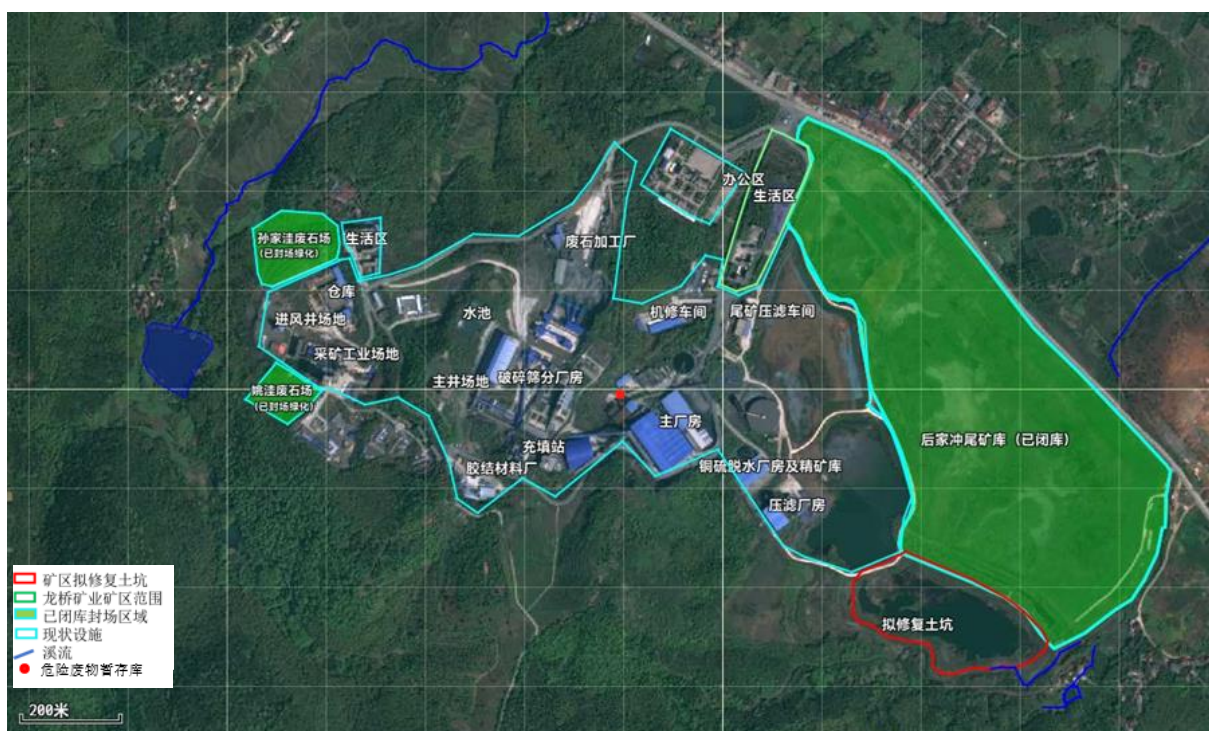 办公区
生活区
孙家洼废石场
(已封场绿化)
生活区
废石加工厂
仓库
进风井场地
水池
机修车间
尾矿压滤车间
采矿工业场地
主井场地
破碎筛分厂房
姚洼废石场
(已封场绿化)
主厂房
后家冲尾矿库（已闭库）
充填站
胶结材料厂
铜硫脱水厂房及精矿库
压滤厂房
拟修复土坑
矿区拟修复土坑
龙桥矿业矿区范围
已闭库封场区域
现状设施
溪流
危险废物暂存库
200米